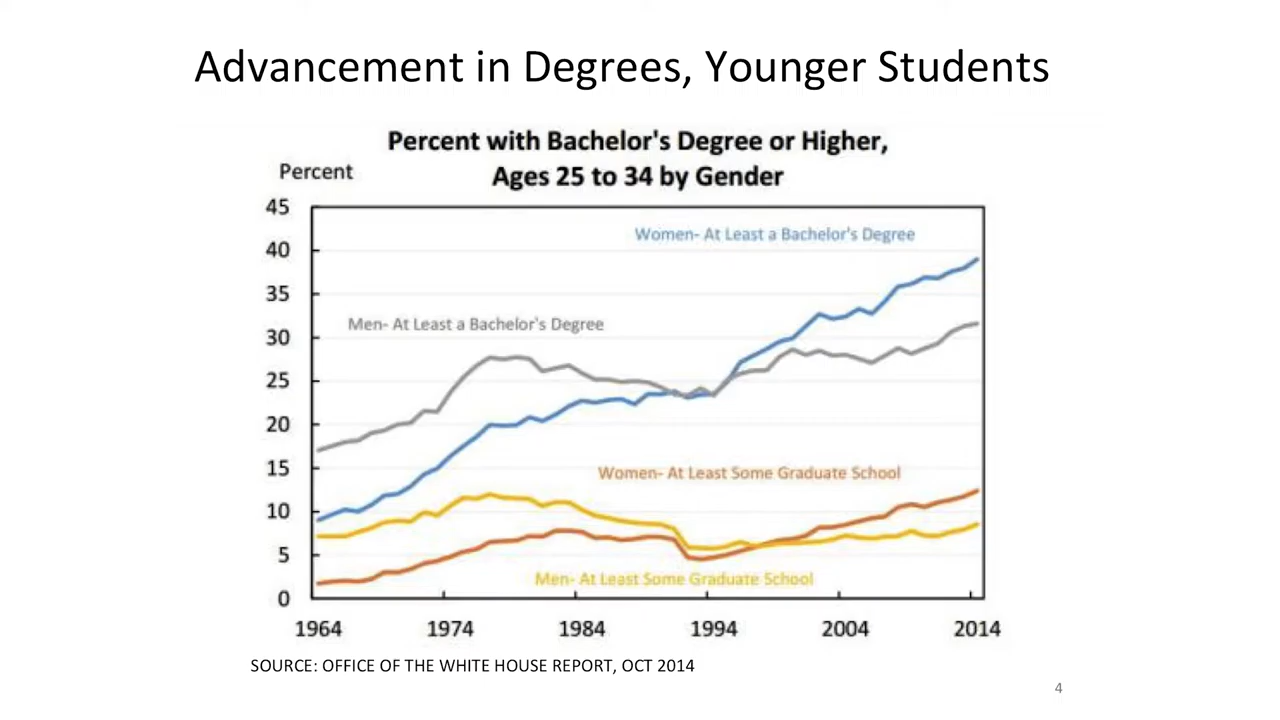 Advancement in Degrees, Younger Students
Percent with Bachelor's Degree or Higher,
Ages 25 to 34 by Gender
Percent
45
40
35
30
25
20
15
10
5
0
Women- At Least a Bachelor's Degree
Men- At Least a Bachelor's Degree
Women- At Least Some Graduate School
Men- At Least Some Graduate School
1964 1974 1984 1994 2004 2014
SOURCE: OFFICE OF THE WHITE HOUSE REPORT, OCT 2014
4